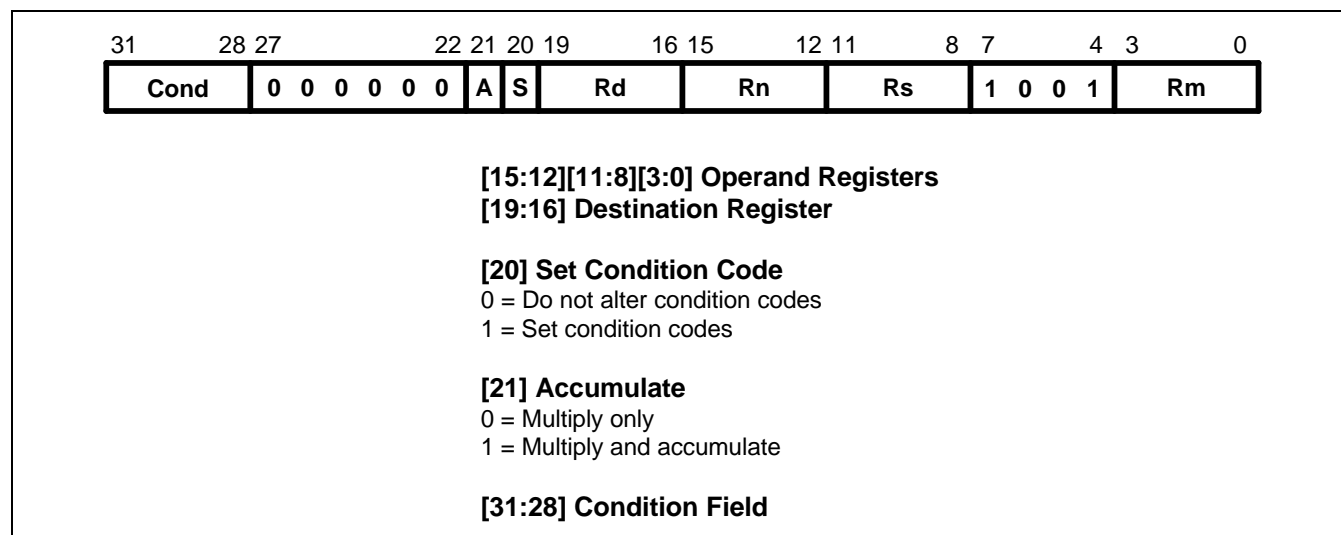 31 28 27 22 21 20 19 16 15 12 11 8 7 4 3 0
Cond 0 0 0 0 0 0 A S Rd Rn Rs 1 0 0 1 Rm
[15:12][11:8][3:0] Operand Registers
[19:16] Destination Register
[20] Set Condition Code
0 = Do not alter condition codes
1 = Set condition codes
[21] Accumulate
0 = Multiply only
1 = Multiply and accumulate
[31:28] Condition Field